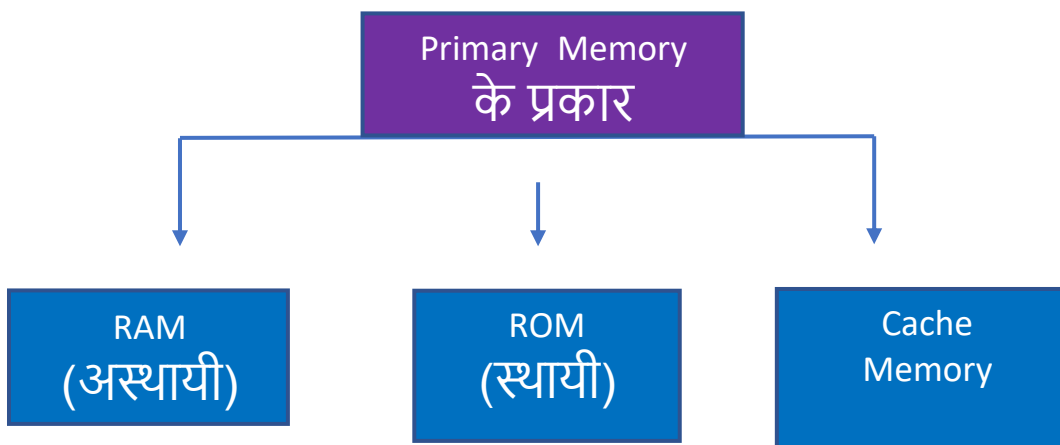 Primary Memory
के प्रकार
RAM
(अस्थायी)
ROM
(स्थायी)
Cache
Memory